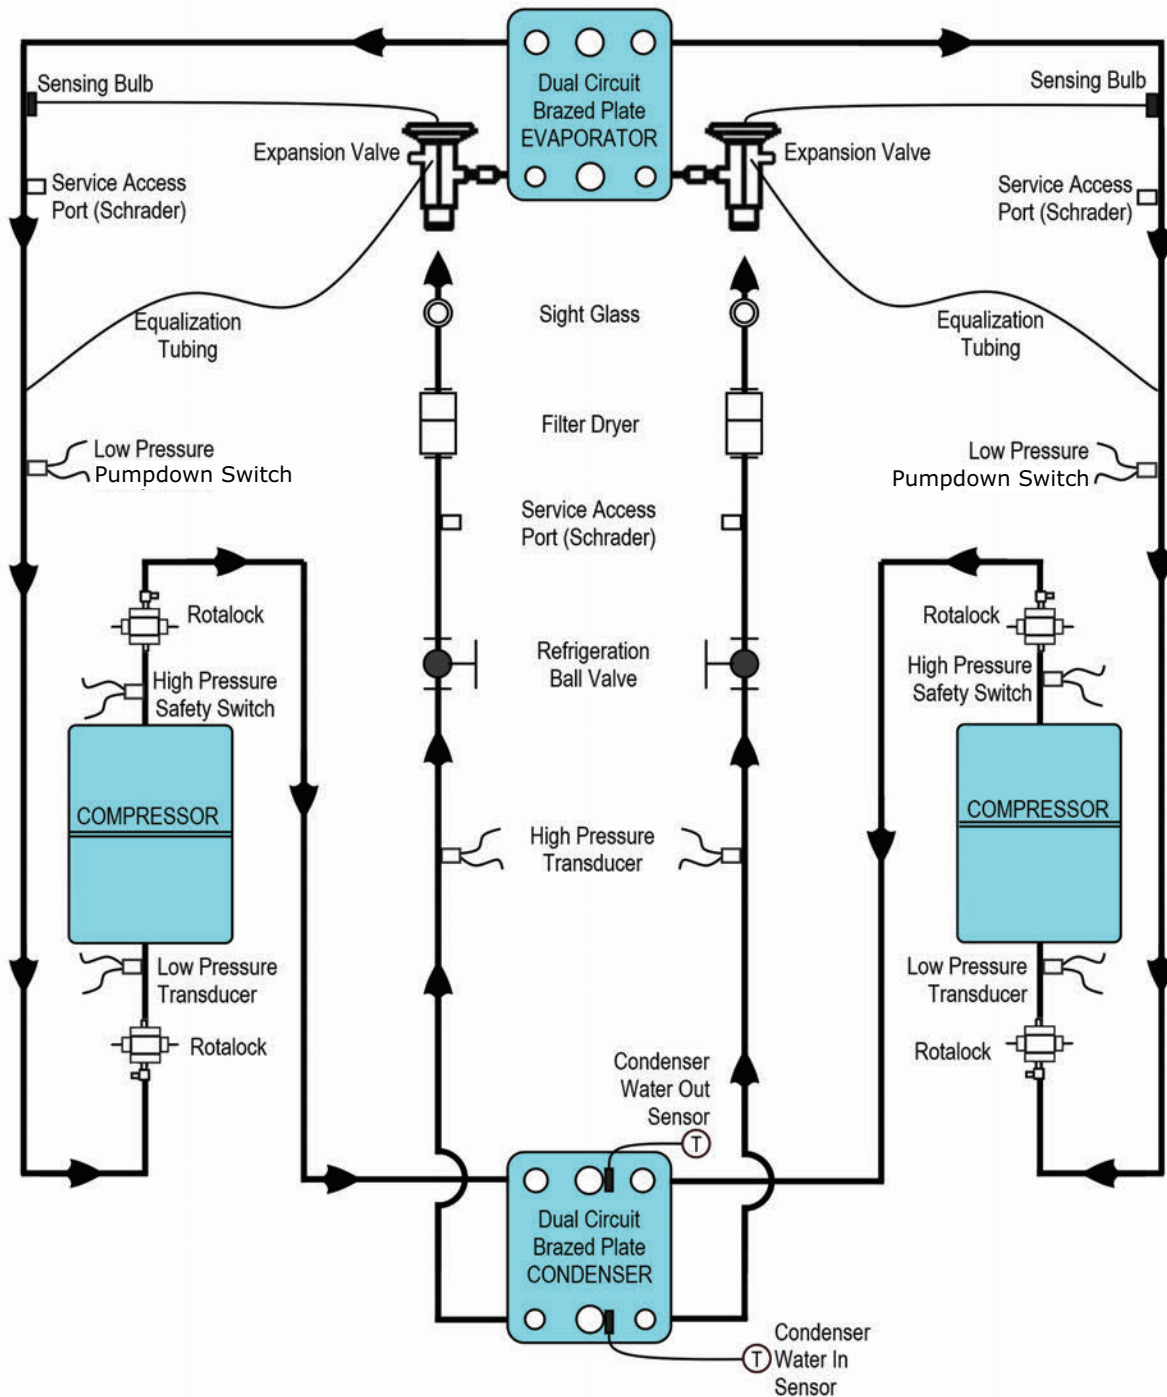 Dual Circuit
Brazed Plate
EVAPORATOR
Sensing Bulb
Sensing Bulb
Expansion Valve
Expansion Valve
Service Access
Port (Schrader)
Service Access
Port (Schrader)
Equalization
Tubing
Sight Glass
Equalization
Tubing
Filter Dryer
Low Pressure
Pumpdown Switch
Low Pressure
Pumpdown Switch
Service Access
Port (Schrader)
Rotalock
Rotalock
Refrigeration
Ball Valve
High Pressure
Safety Switch
High Pressure
Safety Switch
COMPRESSOR
COMPRESSOR
High Pressure
Transducer
Low Pressure
Transducer
Low Pressure
Transducer
Rotalock
Rotalock
Condenser
Water Out
Sensor
T
Dual Circuit
Brazed Plate
CONDENSER
T
Condenser
Water In
Sensor